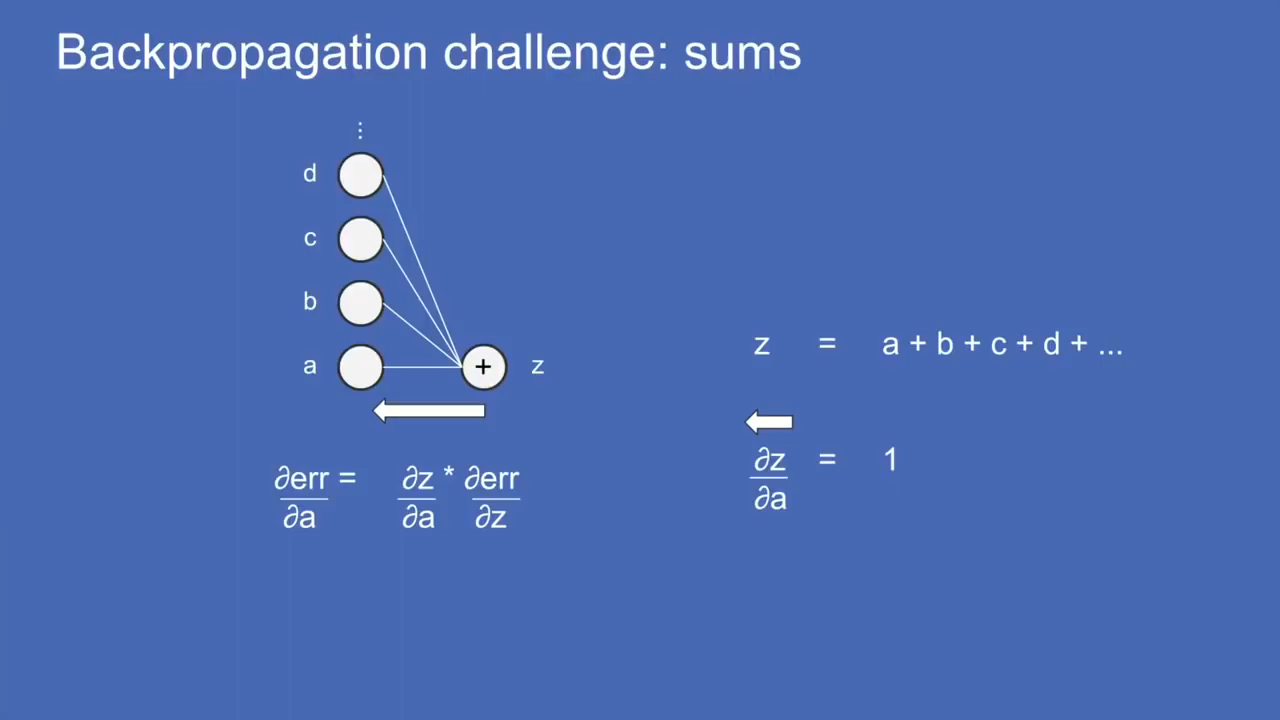 Backpropagation challenge: sums
⋮
d
c
b
a + z
z = a + b + c + d + ...
∂err = ∂z * ∂err
∂a ∂a ∂z
∂z = 1
∂a